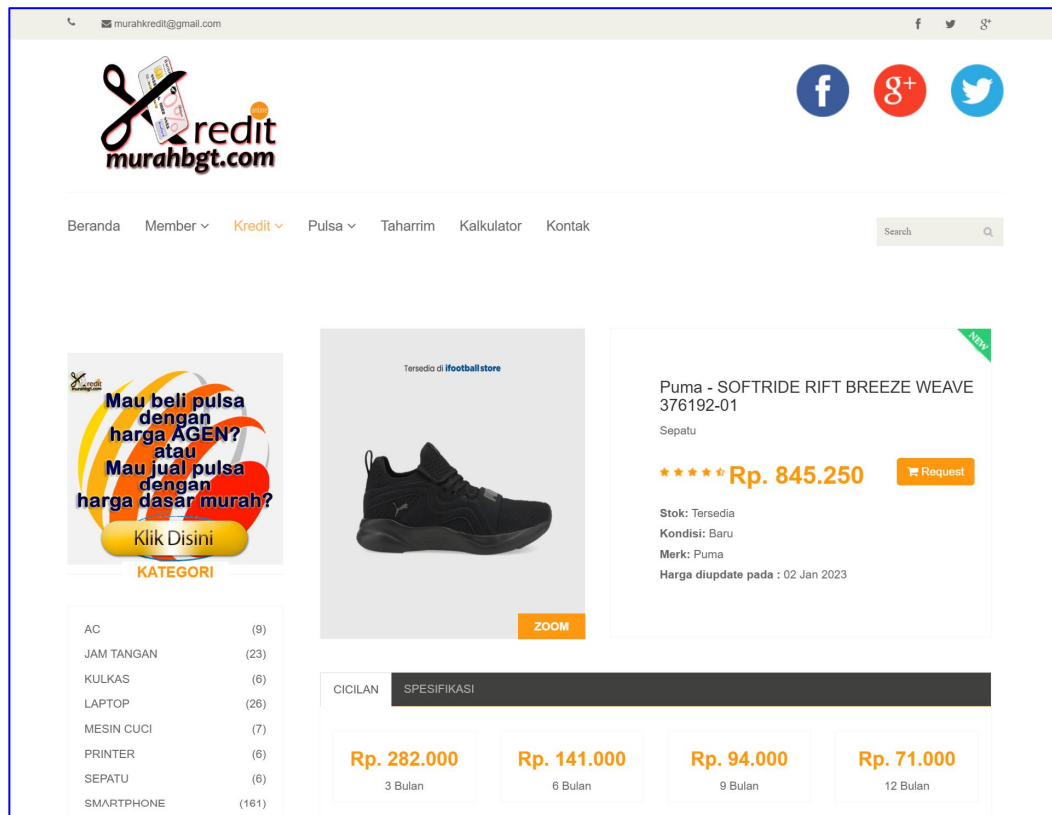 murahkredit@gmail.com
online
Kredit
murahbgt.com
Beranda Member Kredit Pulsa Taharrim Kalkulator Kontak
Search
Kredit
murahbgt.com
Mau beli pulsa
dengan
harga AGEN?
atau
Mau jual pulsa
dengan
harga dasar murah?
Klik Disini
KATEGORI
AC (9)
JAM TANGAN (23)
KULKAS (6)
LAPTOP (26)
MESIN CUCI (7)
PRINTER (6)
SEPATU (6)
SMARTPHONE (161)
Tersedia di ifootballstore
ZOOM
NEW
Puma - SOFTRIDE RIFT BREEZE WEAVE
376192-01
Sepatu
Rp. 845.250 Request
Stok: Tersedia
Kondisi: Baru
Merk: Puma
Harga diupdate pada : 02 Jan 2023
CICILAN SPESIFIKASI
Rp. 282.000 Rp. 141.000 Rp. 94.000 Rp. 71.000
3 Bulan 6 Bulan 9 Bulan 12 Bulan